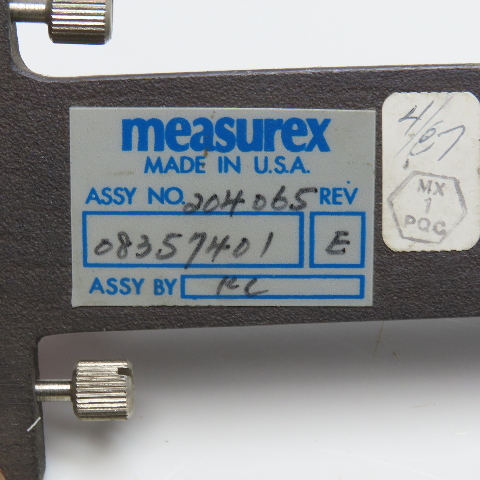 measurex
MADE IN U.S.A.
ASSY NO. 204065 REV
08357401 E
ASSY BY
4/87
MX
1
PQC